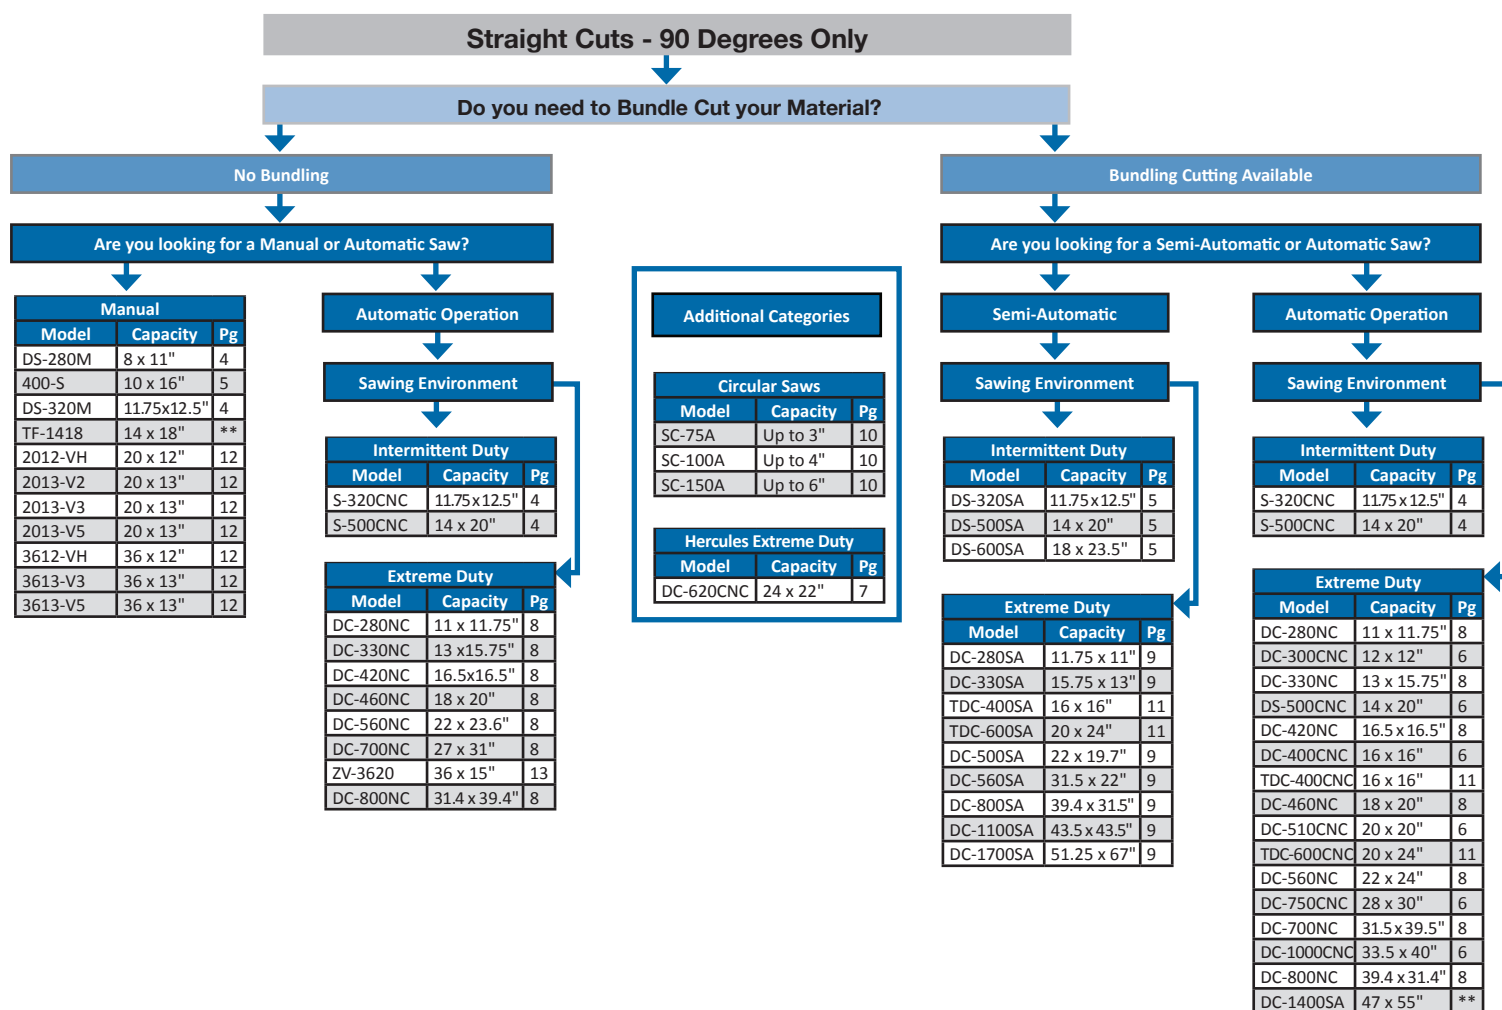 Straight Cuts - 90 Degrees Only
Do you need to Bundle Cut your Material?
No Bundling
Are you looking for a Manual or Automatic Saw?
Manual
Model Capacity Pg
DS-280M 8 x 11" 4
400-S 10 x 16" 5
DS-320M 11.75x12.5" 4
TF-1418 14 x 18" **
2012-VH 20 x 12" 12
2013-V2 20 x 13" 12
2013-V3 20 x 13" 12
2013-V5 20 x 13" 12
3612-VH 36 x 12" 12
3613-V3 36 x 13" 12
3613-V5 36 x 13" 12
Automatic Operation
Sawing Environment
Intermittent Duty
Model Capacity Pg
S-320CNC 11.75x12.5" 4
S-500CNC 14 x 20" 4
Extreme Duty
Model Capacity Pg
DC-280NC 11 x 11.75" 8
DC-330NC 13 x15.75" 8
DC-420NC 16.5x16.5" 8
DC-460NC 18 x 20" 8
DC-560NC 22 x 23.6" 8
DC-700NC 27 x 31" 8
ZV-3620 36 x 15" 13
DC-800NC 31.4 x 39.4" 8
Additional Categories
Circular Saws
Model Capacity Pg
SC-75A Up to 3" 10
SC-100A Up to 4" 10
SC-150A Up to 6" 10
Hercules Extreme Duty
Model Capacity Pg
DC-620CNC 24 x 22" 7
Bundling Cutting Available
Are you looking for a Semi-Automatic or Automatic Saw?
Semi-Automatic
Sawing Environment
Intermittent Duty
Model Capacity Pg
DS-320SA 11.75x12.5" 5
DS-500SA 14 x 20" 5
DS-600SA 18 x 23.5" 5
Extreme Duty
Model Capacity Pg
DC-280SA 11.75 x 11" 9
DC-330SA 15.75 x 13" 9
TDC-400SA 16 x 16" 11
TDC-600SA 20 x 24" 11
DC-500SA 22 x 19.7" 9
DC-560SA 31.5 x 22" 9
DC-800SA 39.4 x 31.5" 9
DC-1100SA 43.5 x 43.5" 9
DC-1700SA 51.25 x 67" 9
Automatic Operation
Sawing Environment
Intermittent Duty
Model Capacity Pg
S-320CNC 11.75x12.5" 4
S-500CNC 14 x 20" 4
Extreme Duty
Model Capacity Pg
DC-280NC 11 x 11.75" 8
DC-300CNC 12 x 12" 6
DC-330NC 13 x 15.75" 8
DS-500CNC 14 x 20" 6
DC-420NC 16.5 x 16.5" 8
DC-400CNC 16 x 16" 6
TDC-400CNC 16 x 16" 11
DC-460NC 18 x 20" 8
DC-510CNC 20 x 20" 6
TDC-600CNC 20 x 24" 11
DC-560NC 22 x 24" 8
DC-750CNC 28 x 30" 6
DC-700NC 31.5 x 39.5" 8
DC-1000CNC 33.5 x 40" 6
DC-800NC 39.4 x 31.4" 8
DC-1400SA 47 x 55" **